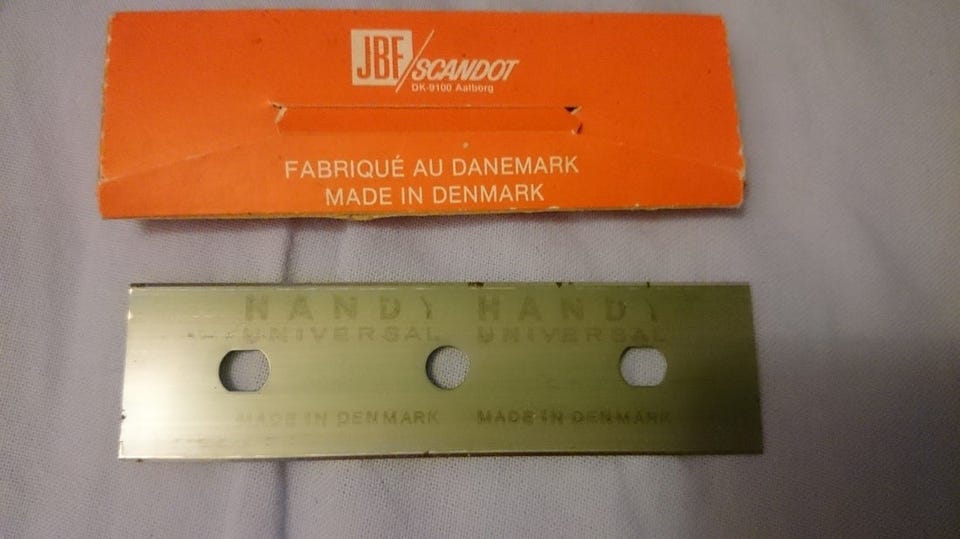 JBF/SCANDOT
DK-9100 Aalborg
FABRIQUÉ AU DANEMARK
MADE IN DENMARK
HANDY HANDY
UNIVERSAL UNIVERSAL
MADE IN DENMARK MADE IN DENMARK